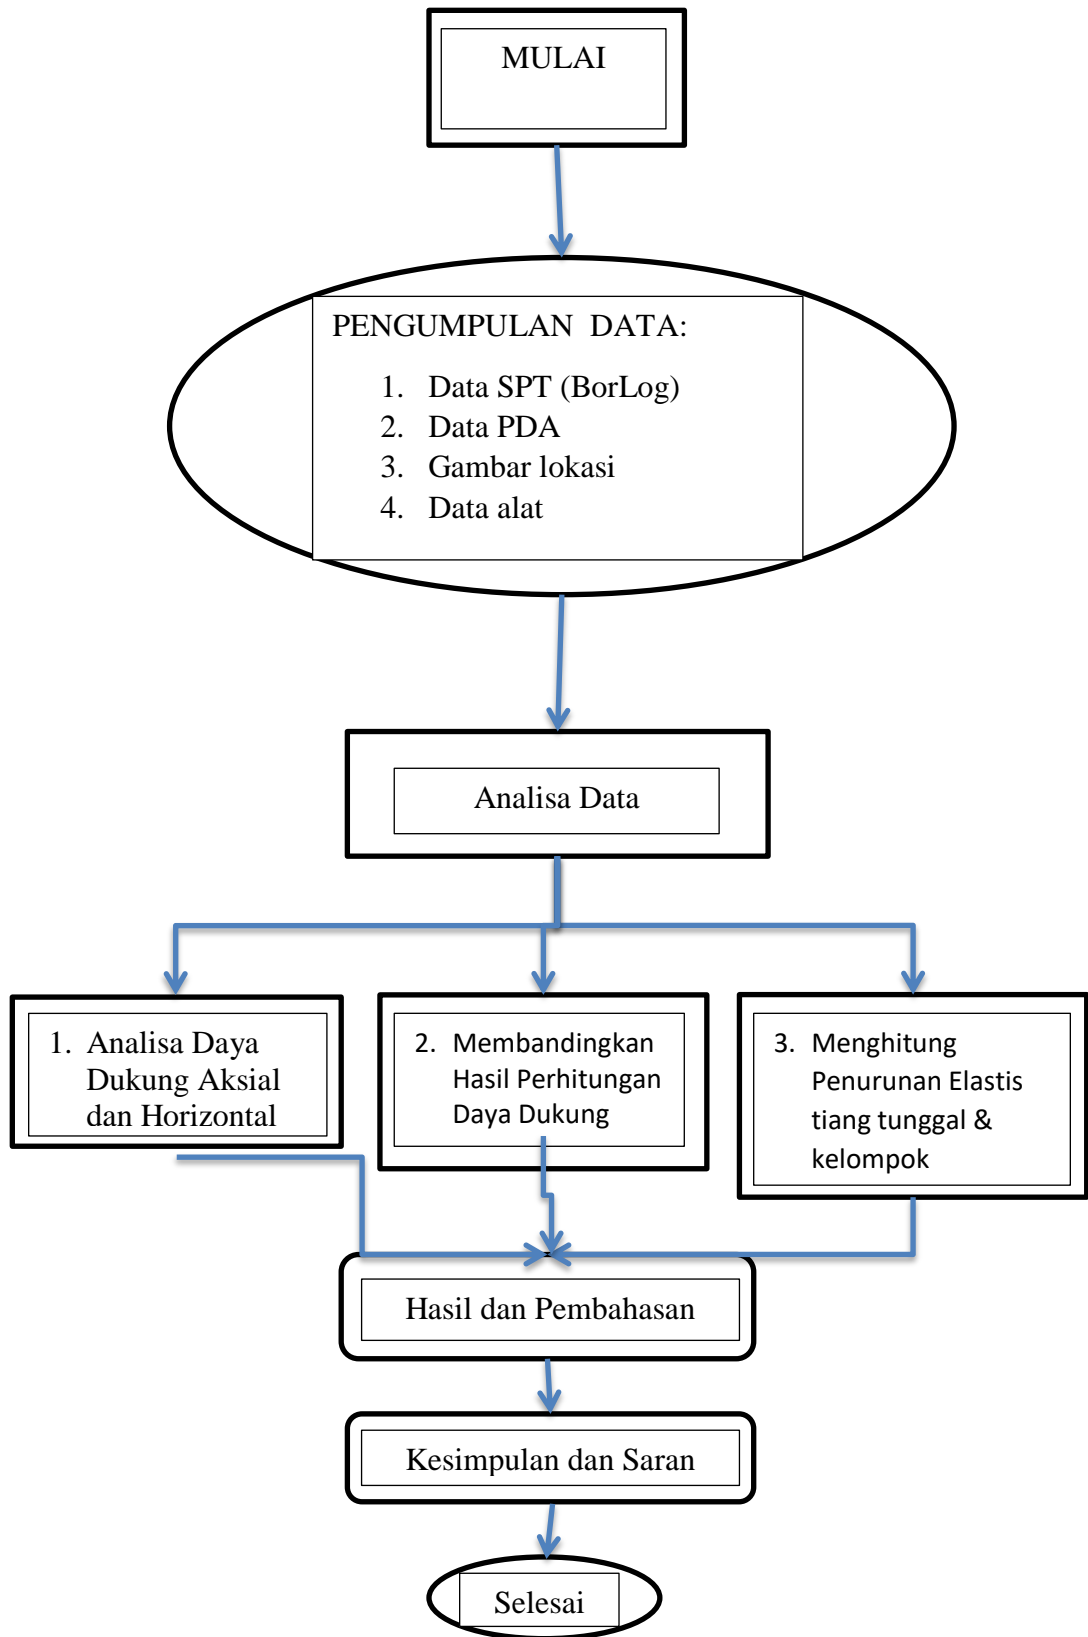 MULAI
PENGUMPULAN DATA:
1. Data SPT (BorLog)
2. Data PDA
3. Gambar lokasi
4. Data alat
Analisa Data
1. Analisa Daya
Dukung Aksial
dan Horizontal
2. Membandingkan
Hasil Perhitungan
Daya Dukung
3. Menghitung
Penurunan Elastis
tiang tunggal &
kelompok
Hasil dan Pembahasan
Kesimpulan dan Saran
Selesai